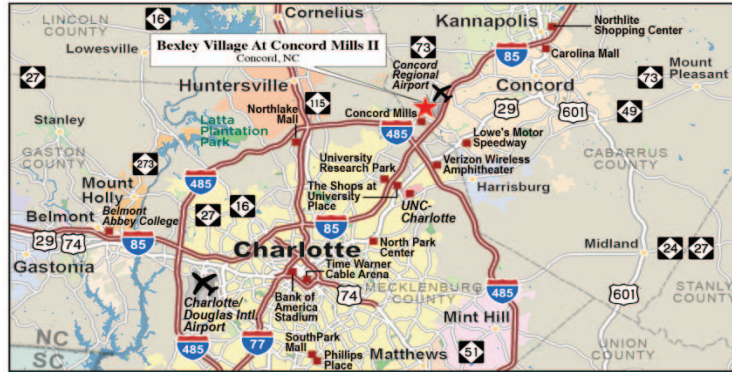 LINCOLN
COUNTY
16
Cornelius
Kannapolis
Northlite
Shopping Center
Lowesville
Bexley Village At Concord Mills II
Concord, NC
73
Concord
Regional
Airport
85
Carolina Mall
27
Huntersville
Concord
73
Mount
Pleasant
115
Northlake
Mall
Latta
Plantation
Park
Concord Mills
29
601
49
Stanley
485
Lowe's Motor
Speedway
GASTON
COUNTY
273
CABARRUS
COUNTY
University
Research Park
Verizon Wireless
Amphitheater
485
Mount
Holly
The Shops at
University
Place
Harrisburg
27
16
UNC-
Charlotte
Belmont
Belmont
Abbey College
85
29
74
85
North Park
Center
Midland
24
27
Charlotte
Gastonia
Time Warner
Cable Arena
MECKLENBURG
COUNTY
STANLY
COUNTY
Charlotte/
Douglas Intl.
Airport
Bank of
America
Stadium
74
485
601
Mint Hill
NC
SC
485
77
SouthPark
Mall
Phillips
Place
Matthews
51
UNION
COUNTY